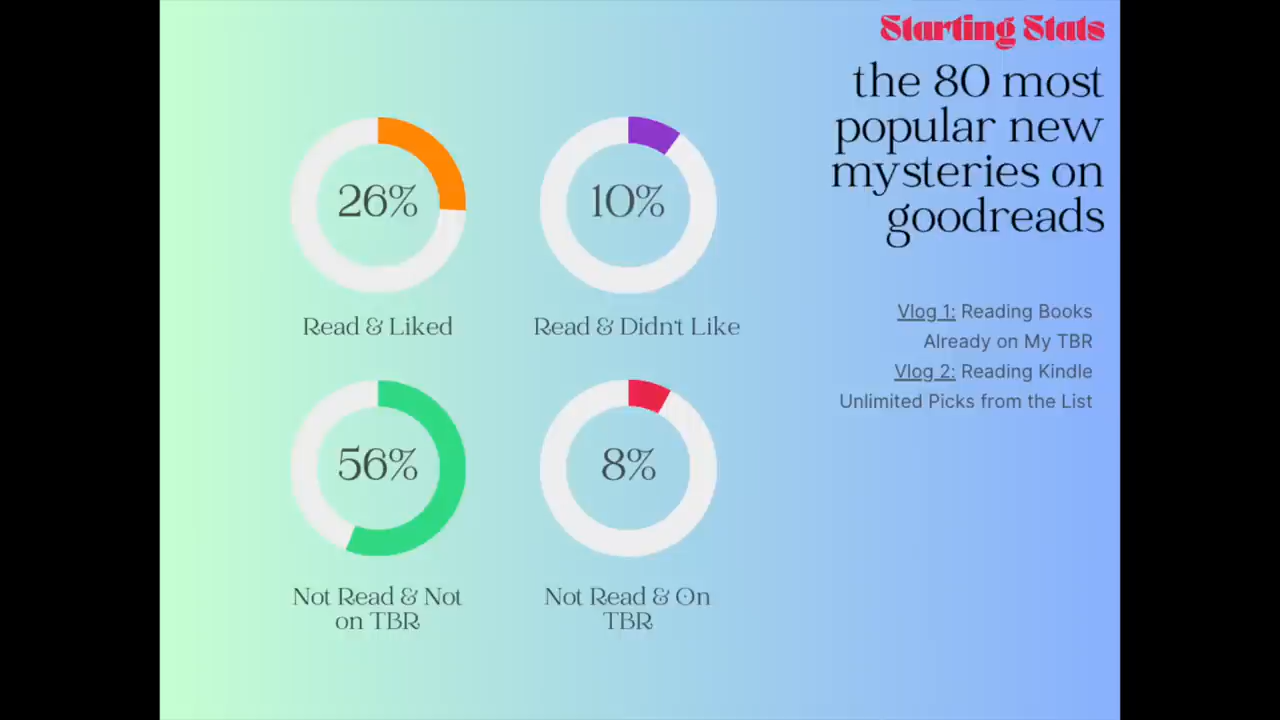 Starting Stats
the 80 most
popular new
mysteries on
goodreads
26%
10%
Read & Liked
Read & Didn't Like
Vlog 1: Reading Books
Already on My TBR
Vlog 2: Reading Kindle
Unlimited Picks from the List
56%
8%
Not Read & Not
on TBR
Not Read & On
TBR